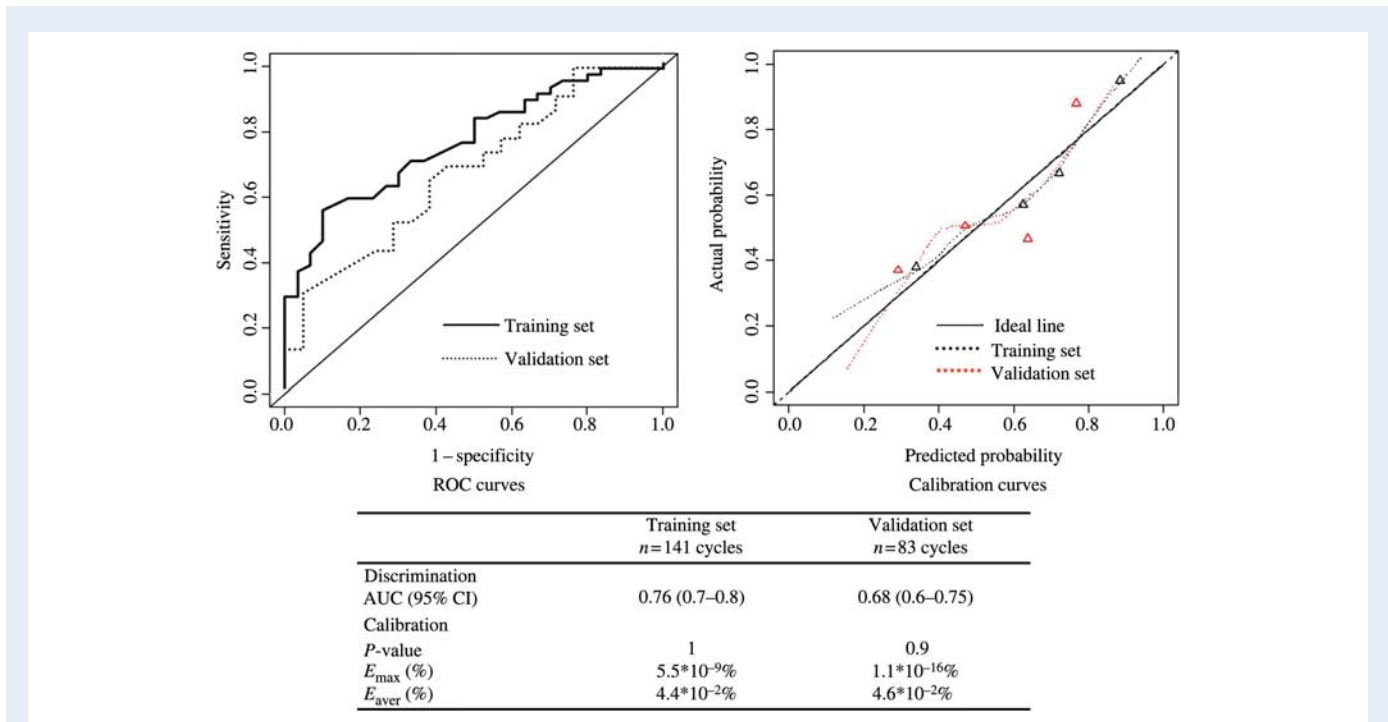 1.0
0.8
0.6
0.4
0.2
0.0
Sensitivity
Training set
Validation set
0.0 0.2 0.4 0.6 0.8 1.0
1 – specificity
ROC curves
1.0
0.8
0.6
0.4
0.2
0.0
Actual probability
Ideal line
Training set
Validation set
0.0 0.2 0.4 0.6 0.8 1.0
Predicted probability
Calibration curves
Training set Validation set
n=141 cycles n=83 cycles
Discrimination
AUC (95% CI) 0.76 (0.7–0.8) 0.68 (0.6–0.75)
Calibration
P-value 1 0.9
Emax (%) 5.5*10–9% 1.1*10–16%
Eaver (%) 4.4*10–2% 4.6*10–2%